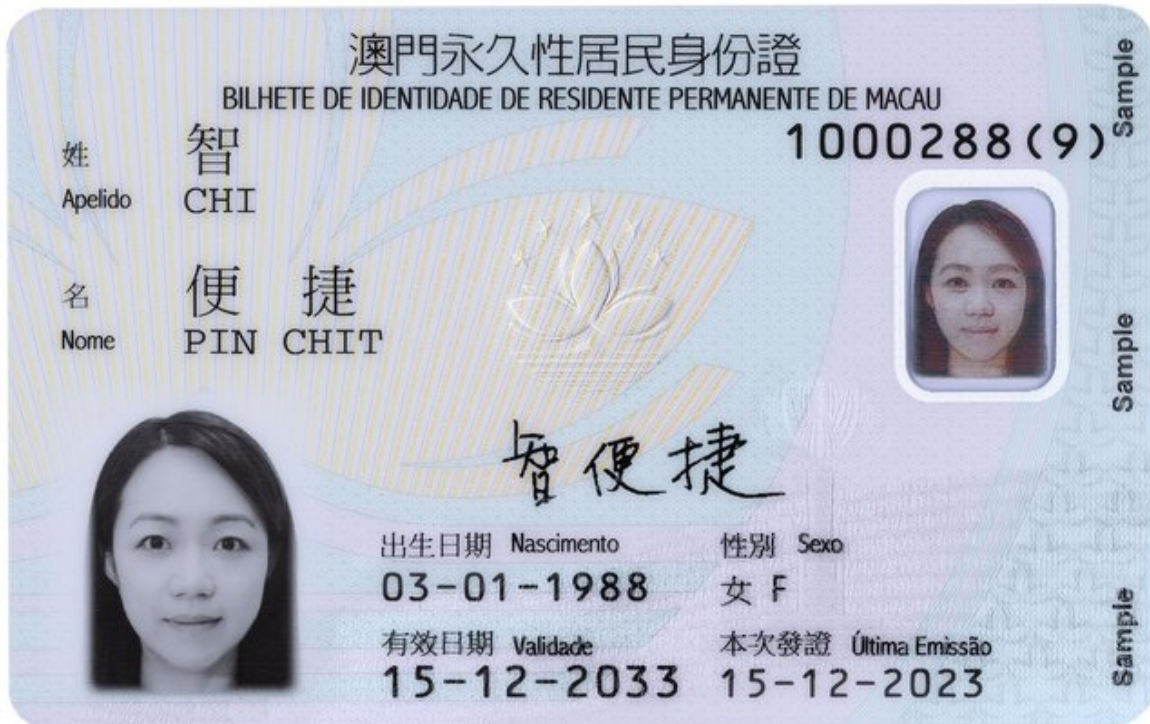 澳門永久性居民身份證
BILHETE DE IDENTIDADE DE RESIDENTE PERMANENTE DE MACAU
1000288(9)
姓 智
Apelido CHI
名 便 捷
Nome PIN CHIT
智便捷
出生日期 Nascimento 性別 Sexo
03-01-1988 女 F
有效日期 Validade 本次發證 Última Emissão
15-12-2033 15-12-2023
Sample
Sample
Sample